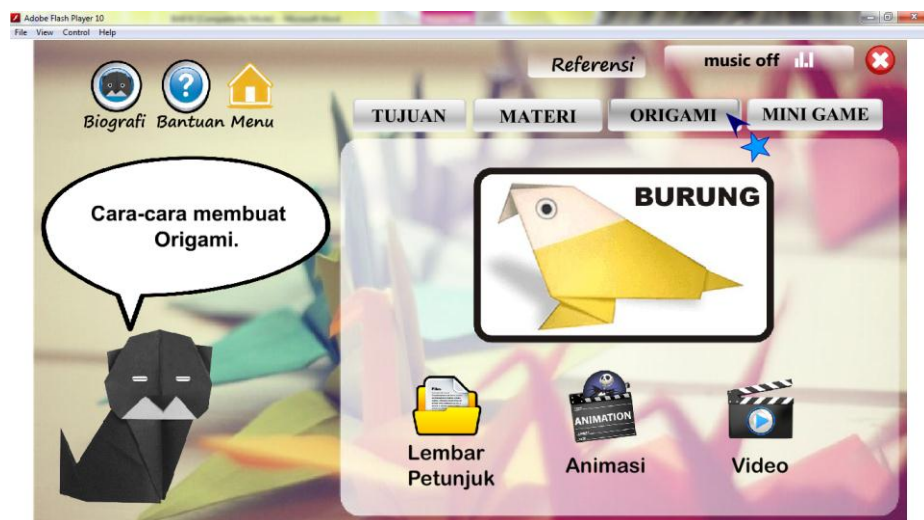 Adobe Flash Player 10
File View Control Help
Referensi
music off
Biografi Bantuan Menu
TUJUAN MATERI ORIGAMI MINI GAME
Cara-cara membuat
Origami.
BURUNG
ANIMATION
Lembar
Petunjuk
Animasi
Video